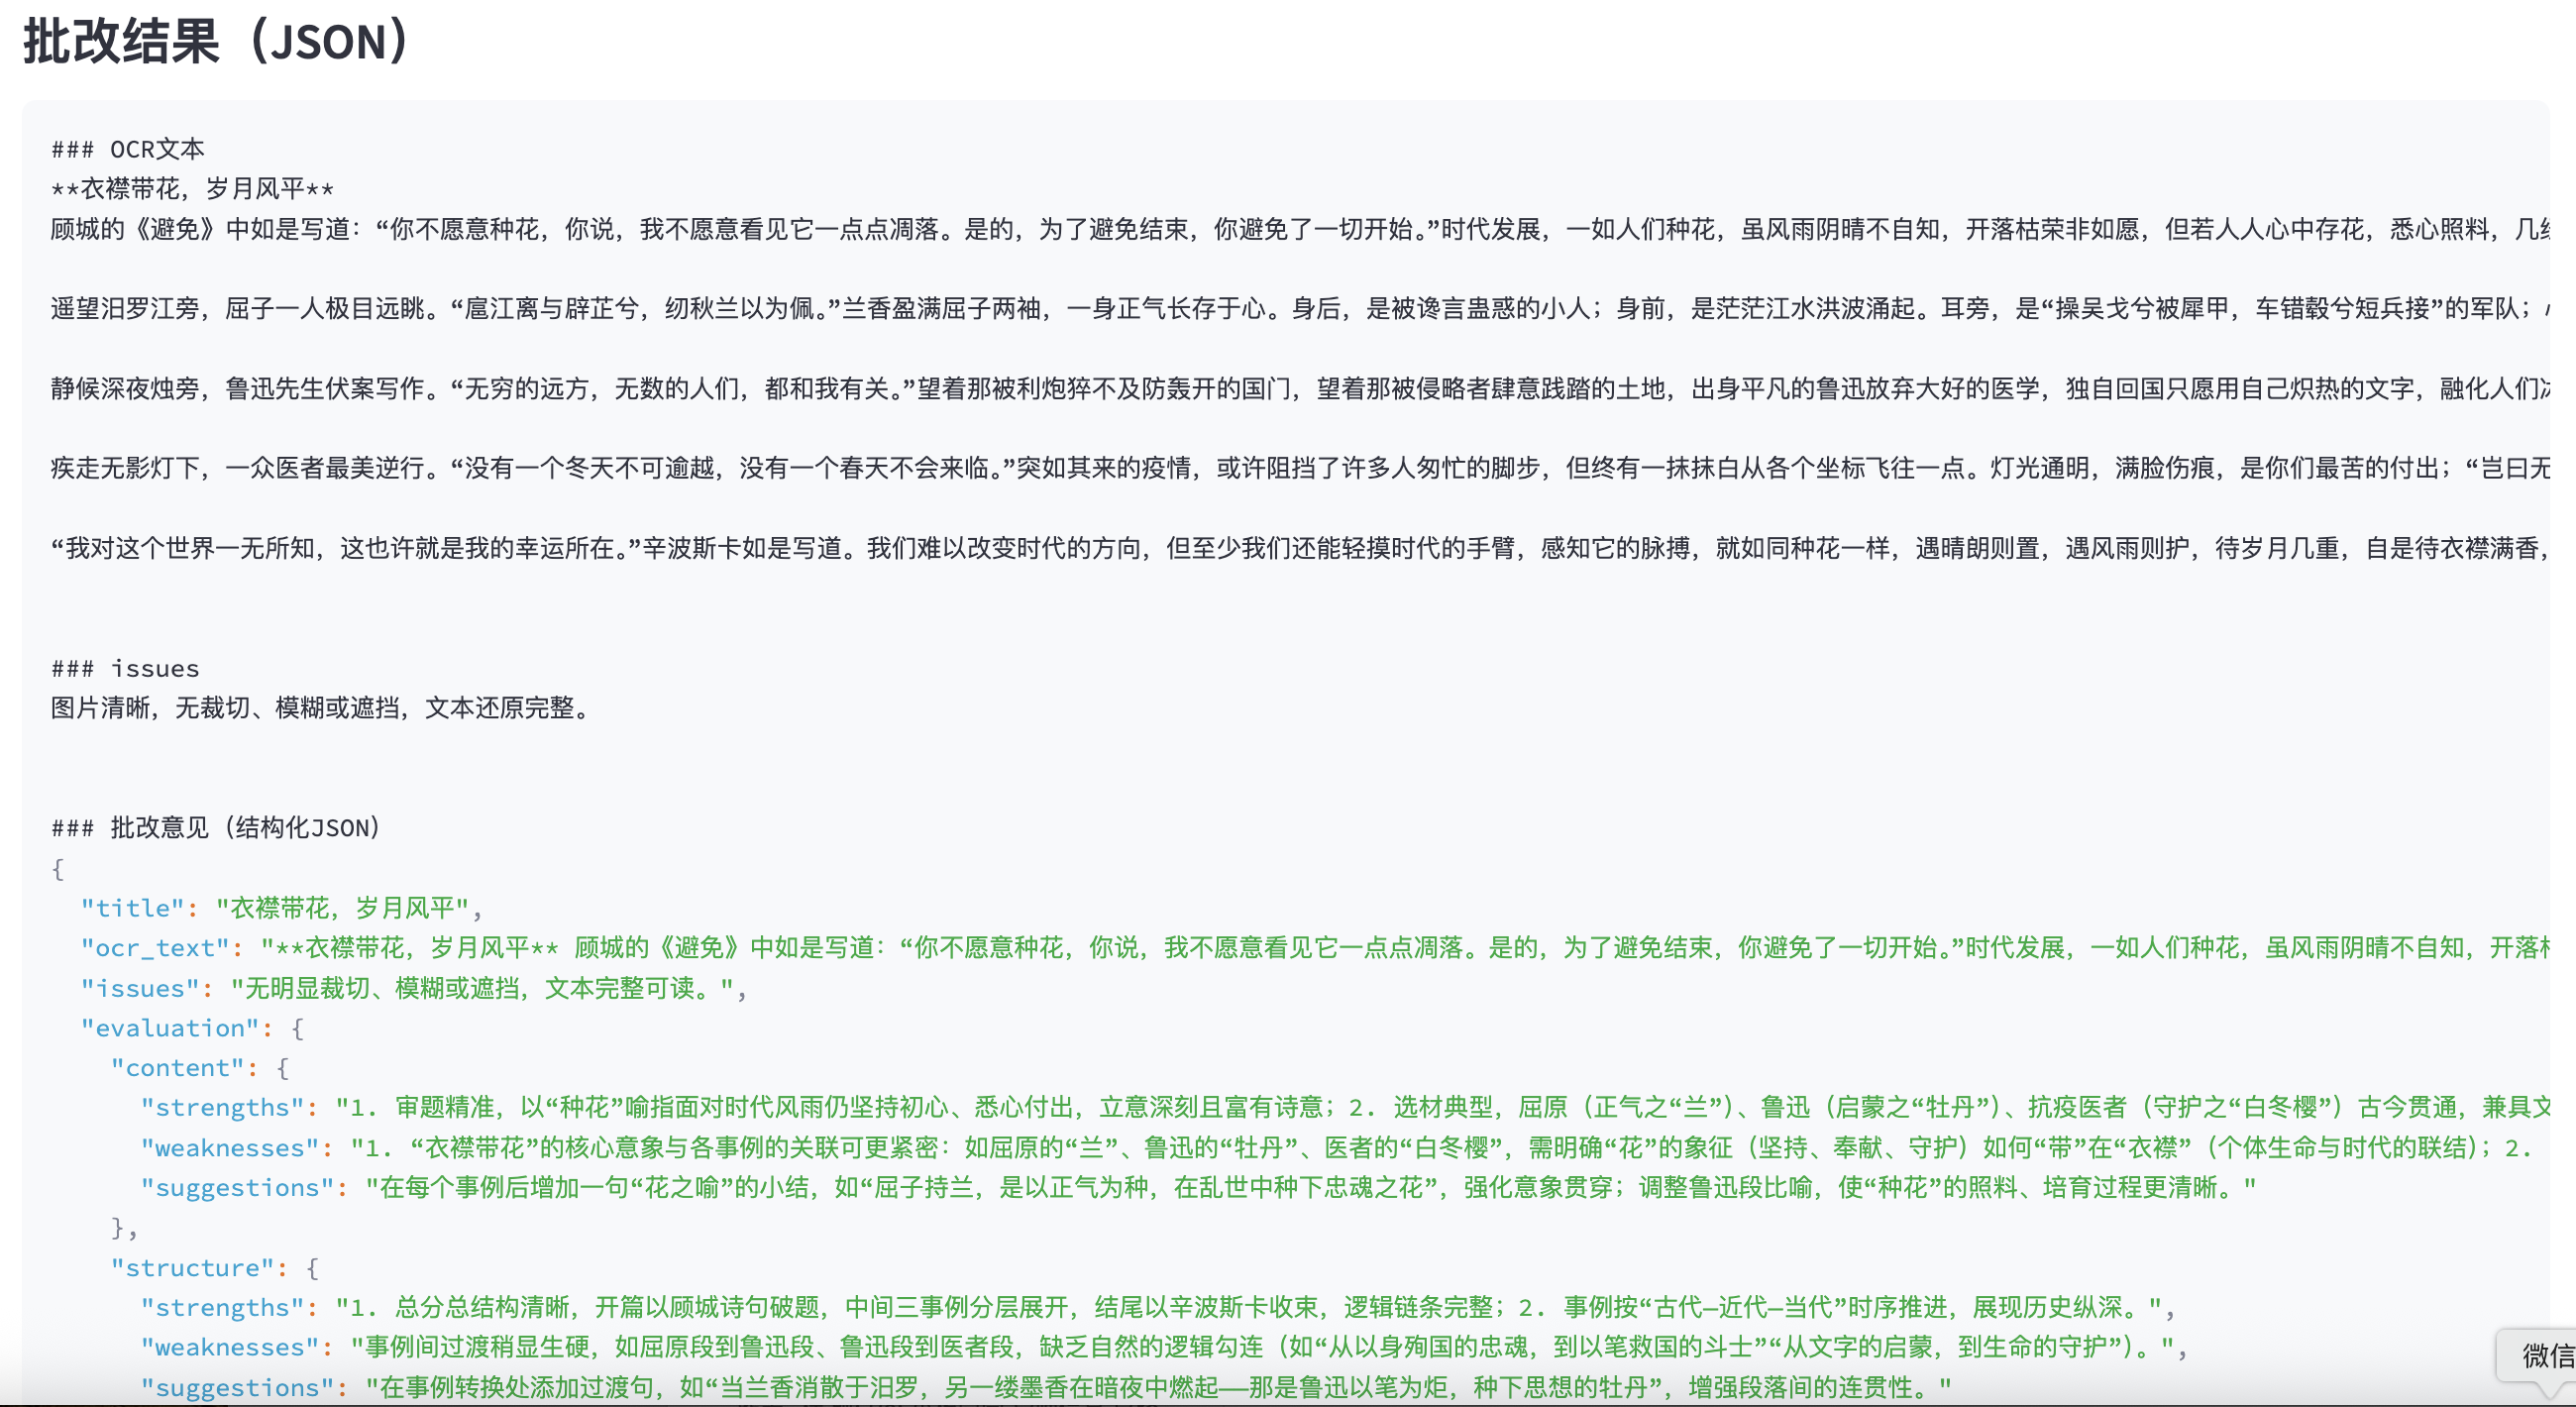 批改结果（JSON）
### OCR文本
**衣襟带花，岁月风平**
顾城的《避免》中如是写道：“你不愿意种花，你说，我不愿意看见它一点点凋落。是的，为了避免结束，你避免了一切开始。”时代发展，一如人们种花，虽风雨阴晴不自知，开落枯荣非如愿，但若人人心中存花，悉心照料，几
遥望汨罗江旁，屈子一人极目远眺。“扈江离与辟芷兮，纫秋兰以为佩。”兰香盈满屈子两袖，一身正气长存于心。身后，是被谗言蛊惑的小人；身前，是茫茫江水洪波涌起。耳旁，是“操吴戈兮被犀甲，车错毂兮短兵接”的军队；
静候深夜烛旁，鲁迅先生伏案写作。“无穷的远方，无数的人们，都和我有关。”望着那被利炮猝不及防轰开的国门，望着那被侵略者肆意践踏的土地，出身平凡的鲁迅放弃大好的医学，独自回国只愿用自己炽热的文字，融化人们
疾走无影灯下，一众医者最美逆行。“没有一个冬天不可逾越，没有一个春天不会来临。”突如其来的疫情，或许阻挡了许多人匆忙的脚步，但终有一抹抹白从各个坐标飞往一点。灯光通明，满脸伤痕，是你们最苦的付出；“岂曰无
“我对这个世界一无所知，这也许就是我的幸运所在。”辛波斯卡如是写道。我们难以改变时代的方向，但至少我们还能轻摸时代的手臂，感知它的脉搏，就如同种花一样，遇晴朗则置，遇风雨则护，待岁月几重，自是待衣襟满香，
### issues
图片清晰，无裁切、模糊或遮挡，文本还原完整。
### 批改意见（结构化JSON）
{
"title": "衣襟带花，岁月风平",
"ocr_text": "**衣襟带花，岁月风平** 顾城的《避免》中如是写道：“你不愿意种花，你说，我不愿意看见它一点点凋落。是的，为了避免结束，你避免了一切开始。”时代发展，一如人们种花，虽风雨阴晴不自知，开落
"issues": "无明显裁切、模糊或遮挡，文本完整可读。",
"evaluation": {
"content": {
"strengths": "1. 审题精准，以“种花”喻指面对时代风雨仍坚持初心、悉心付出，立意深刻且富有诗意；2. 选材典型，屈原（正气之“兰”）、鲁迅（启蒙之“牡丹”）、抗疫医者（守护之“白冬樱”）古今贯通，兼具文
"weaknesses": "1. “衣襟带花”的核心意象与各事例的关联可更紧密：如屈原的“兰”、鲁迅的“牡丹”、医者的“白冬樱”，需明确“花”的象征（坚持、奉献、守护）如何“带”在“衣襟”（个体生命与时代的联结）；2.
"suggestions": "在每个事例后增加一句“花之喻”的小结，如“屈子持兰，是以正气为种，在乱世中种下忠魂之花”，强化意象贯穿；调整鲁迅段比喻，使“种花”的照料、培育过程更清晰。"
},
"structure": {
"strengths": "1. 总分总结构清晰，开篇以顾城诗句破题，中间三事例分层展开，结尾以辛波斯卡收束，逻辑链条完整；2. 事例按“古代—近代—当代”时序推进，展现历史纵深。",
"weaknesses": "事例间过渡稍显生硬，如屈原段到鲁迅段、鲁迅段到医者段，缺乏自然的逻辑勾连（如“从以身殉国的忠魂，到以笔救国的斗士”“从文字的启蒙，到生命的守护”）。",
"suggestions": "在事例转换处添加过渡句，如“当兰香消散于汨罗，另一缕墨香在暗夜中燃起——那是鲁迅以笔为炬，种下思想的牡丹”，增强段落间的连贯性。"
微信